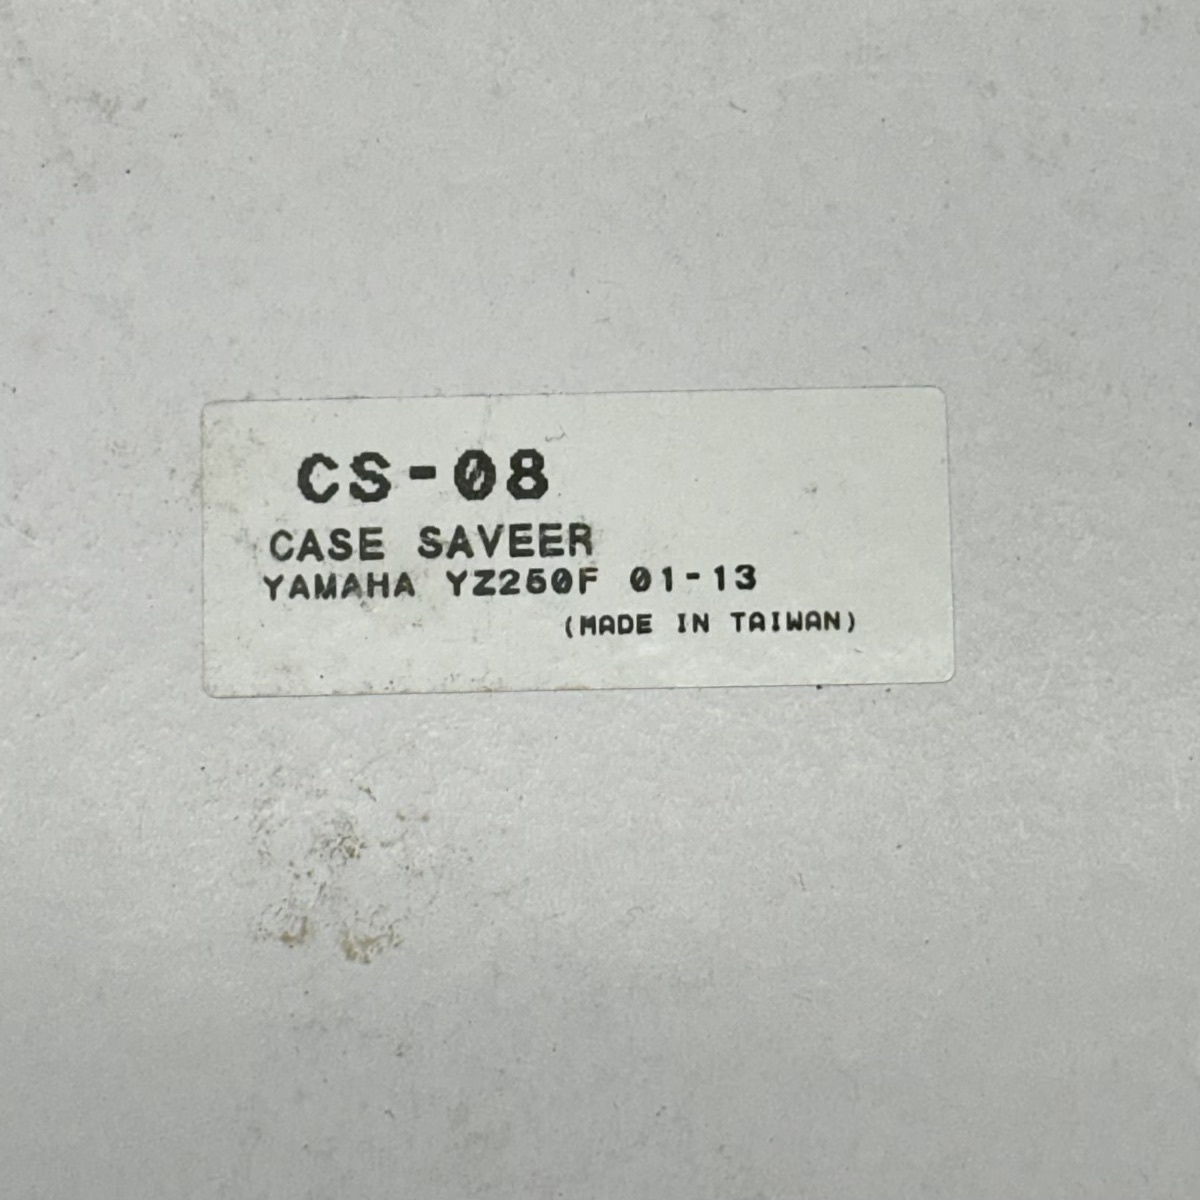 CS-08
CASE SAVEER
YAMAHA YZ250F 01-13
(MADE IN TAIWAN)